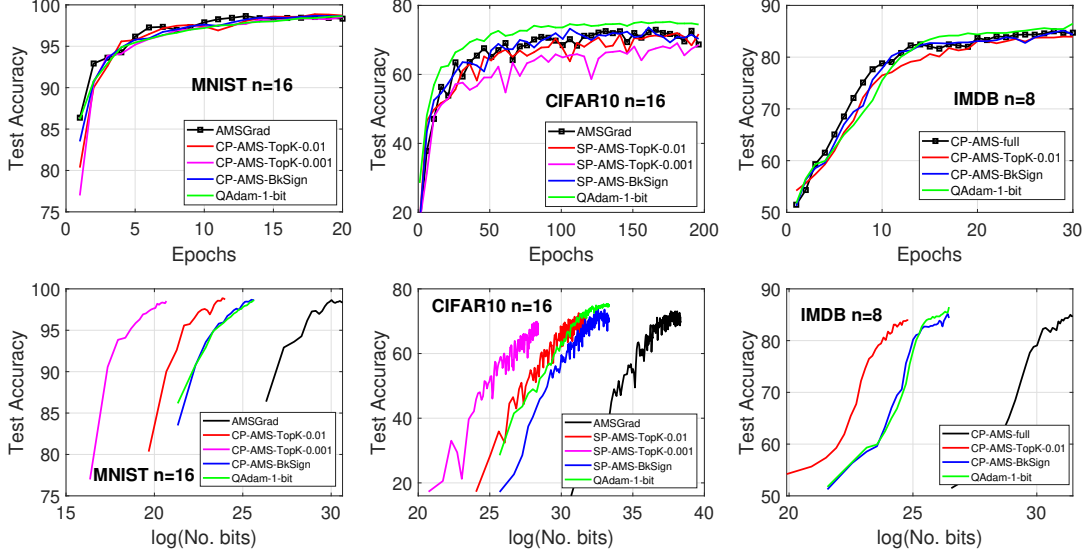 Test Accuracy
100
95
90
85
80
75
0
5
10
15
20
Epochs
MNIST n=16
AMSGrad
CP-AMS-TopK-0.01
CP-AMS-TopK-0.001
CP-AMS-BkSign
QAdam-1-bit
Test Accuracy
80
60
40
20
0
50
100
150
200
Epochs
CIFAR10 n=16
AMSGrad
SP-AMS-TopK-0.01
SP-AMS-TopK-0.001
SP-AMS-BkSign
QAdam-1-bit
Test Accuracy
90
80
70
60
50
0
10
20
30
Epochs
IMDB n=8
CP-AMS-full
CP-AMS-TopK-0.01
CP-AMS-BkSign
QAdam-1-bit
Test Accuracy
100
95
90
85
80
75
15
20
25
30
log(No. bits)
MNIST n=16
AMSGrad
CP-AMS-TopK-0.01
CP-AMS-TopK-0.001
CP-AMS-BkSign
QAdam-1-bit
Test Accuracy
80
60
40
20
20
25
30
35
40
log(No. bits)
CIFAR10 n=16
AMSGrad
SP-AMS-TopK-0.01
SP-AMS-TopK-0.001
SP-AMS-BkSign
QAdam-1-bit
Test Accuracy
90
80
70
60
50
20
25
30
log(No. bits)
IMDB n=8
CP-AMS-full
CP-AMS-TopK-0.01
CP-AMS-BkSign
QAdam-1-bit